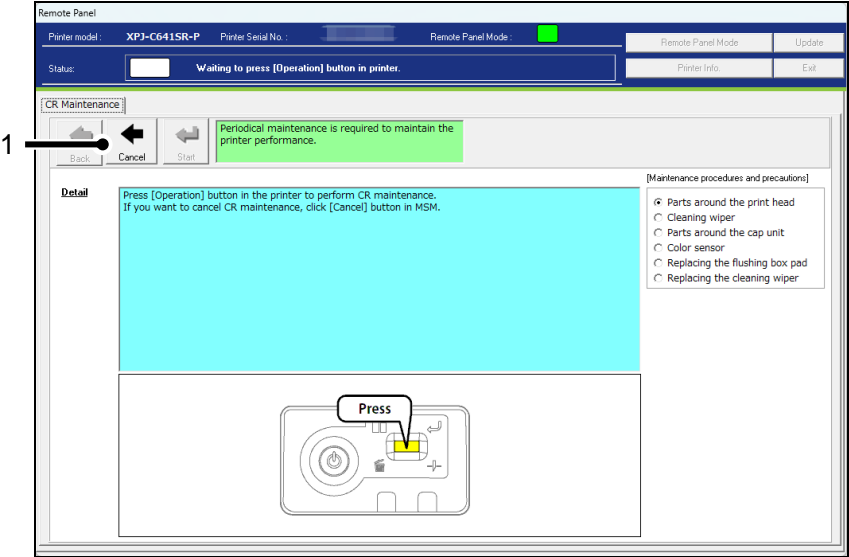 Remote Panel
Printer model : XPJ-C641SR-P Printer Serial No. : Remote Panel Mode :
Remote Panel Mode Update
Status: Waiting to press [Operation] button in printer.
Printer Info. Exit
CR Maintenance
1
Back Cancel Start
Periodical maintenance is required to maintain the
printer performance.
[Maintenance procedures and precautions]
Detail
Press [Operation] button in the printer to perform CR maintenance.
If you want to cancel CR maintenance, click [Cancel] button in MSM.
Parts around the print head
Cleaning wiper
Parts around the cap unit
Color sensor
Replacing the flushing box pad
Replacing the cleaning wiper
Press